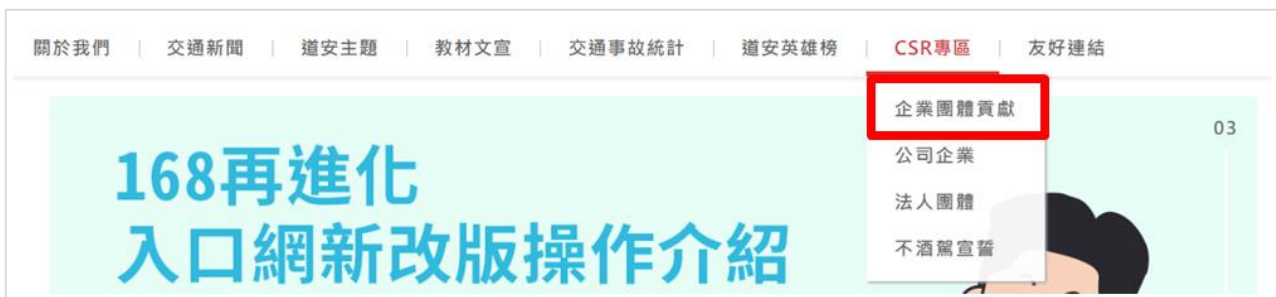 關於我們 | 交通新聞 | 道安主題 | 教材文宣 | 交通事故統計 | 道安英雄榜 | CSR專區 | 友好連結
企業團體貢獻
03
公司企業
168再進化
法人團體
入口網新改版操作介紹
不酒駕宣誓